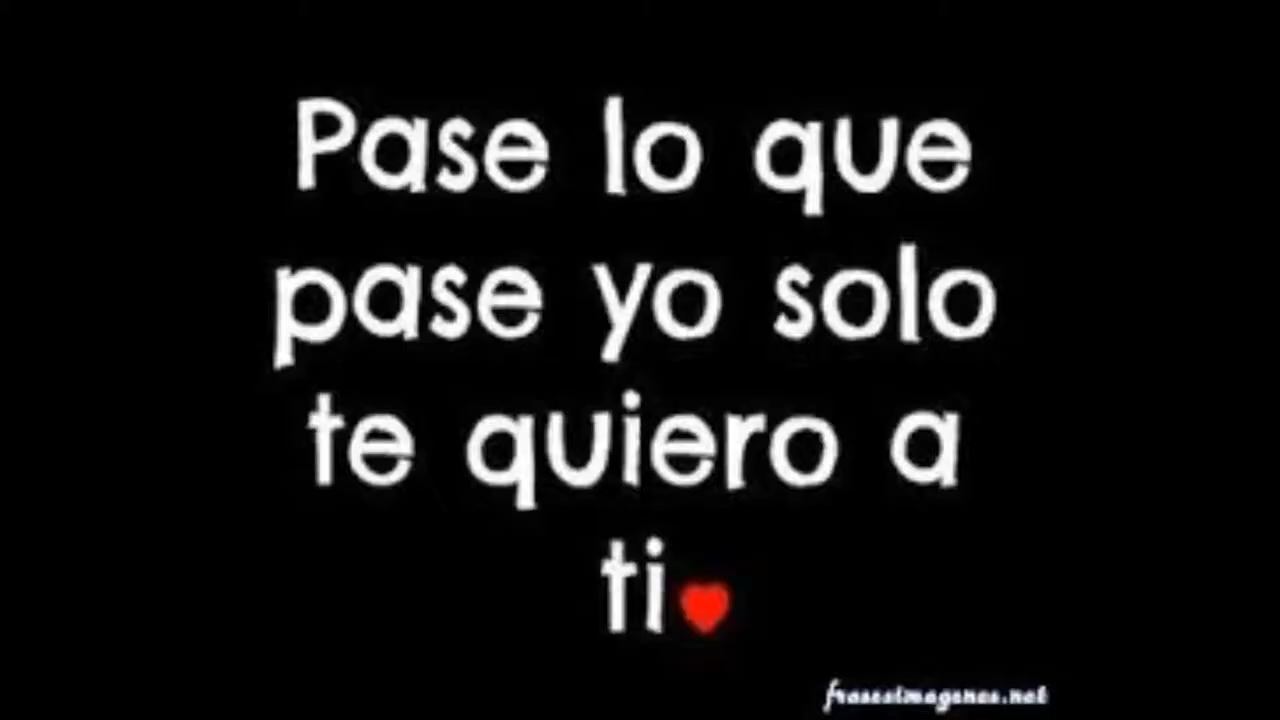 Pase lo que
pase yo solo
te quiero a
ti
frasesimagenes.net